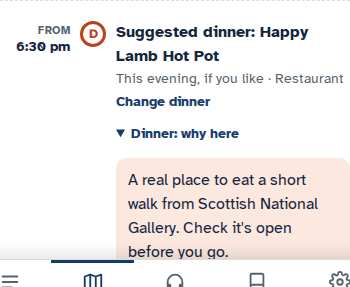 FROM
6:30 pm
D
Suggested dinner: Happy
Lamb Hot Pot
This evening, if you like · Restaurant
Change dinner
▼ Dinner: why here
A real place to eat a short
walk from Scottish National
Gallery. Check it's open
before you go.